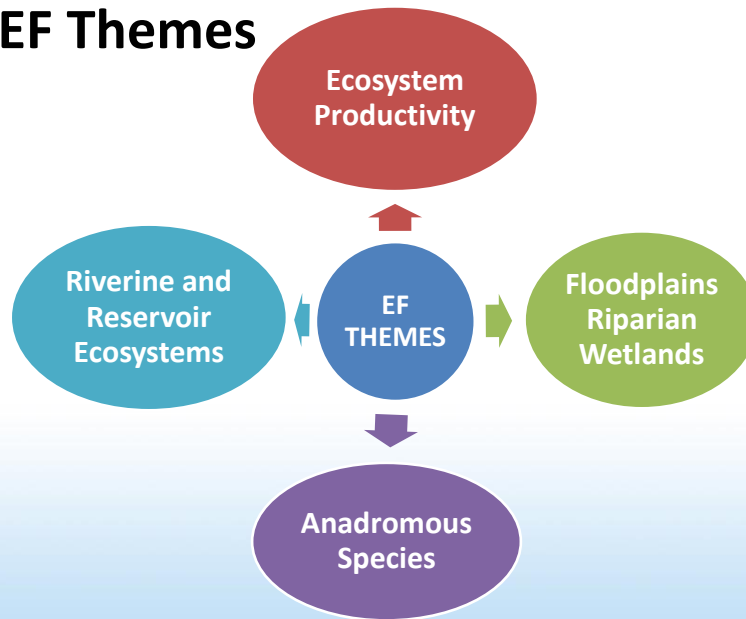 EF Themes
Ecosystem
Productivity
Riverine and
Reservoir
Ecosystems
EF
THEMES
Floodplains
Riparian
Wetlands
Anadromous
Species